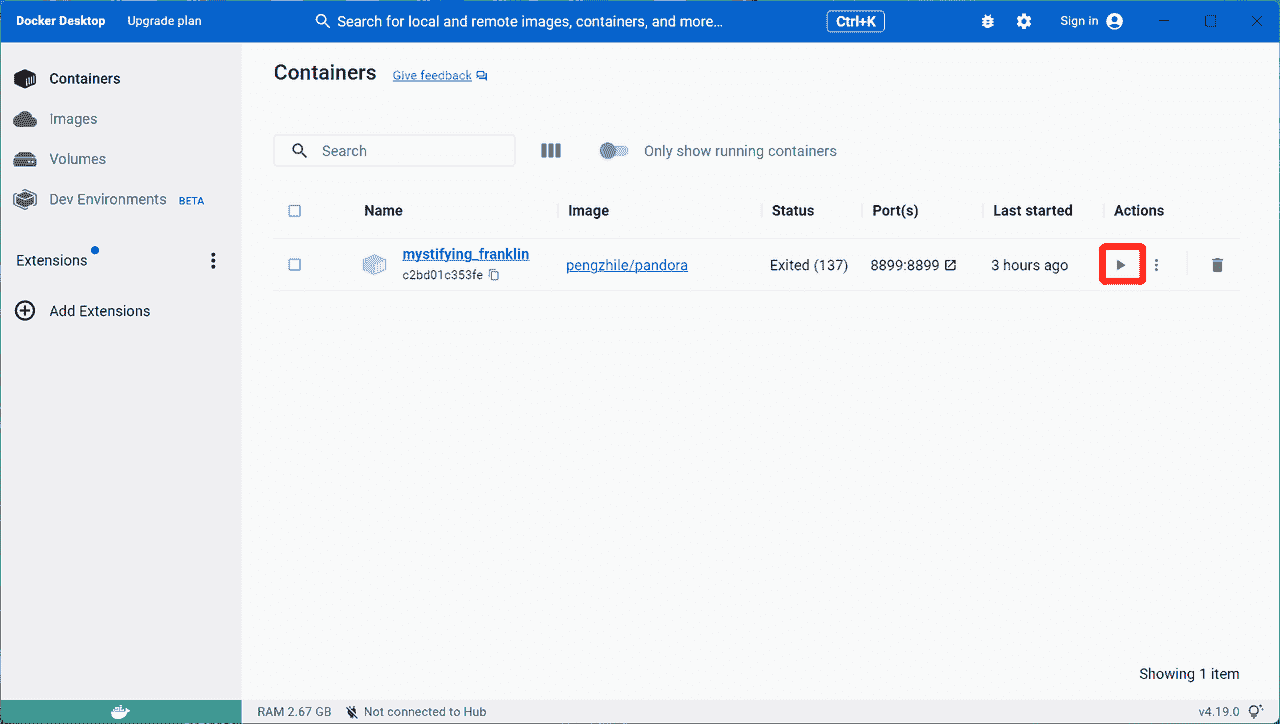 Docker Desktop Upgrade plan Search for local and remote images, containers, and more... Ctrl+K Sign in
Containers
Images
Volumes
Dev Environments BETA
Extensions
Add Extensions
Containers Give feedback
Search Only show running containers
Name Image Status Port(s) Last started Actions
mystifying_franklin
c2bd01c353fe
pengzhile/pandora Exited (137) 8899:8899 3 hours ago
Showing 1 item
RAM 2.67 GB Not connected to Hub v4.19.0